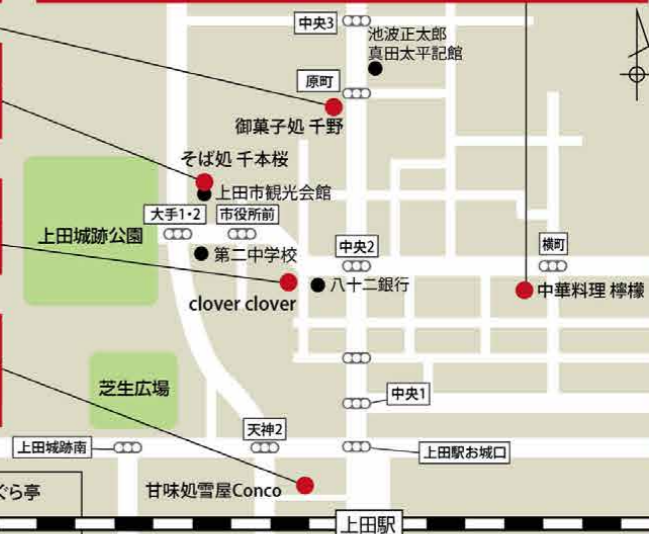 中央3
池波正太郎
真田太平記館
原町
御菓子処 千野
そば処 千本桜
上田市観光会館
大手1・2
市役所前
上田城跡公園
第二中学校
中央2
横町
八十二銀行
clover clover
中華料理 檸檬
芝生広場
中央1
天神2
上田城跡南
上田駅お城口
ぐら亭
甘味処雪屋Conco
上田駅